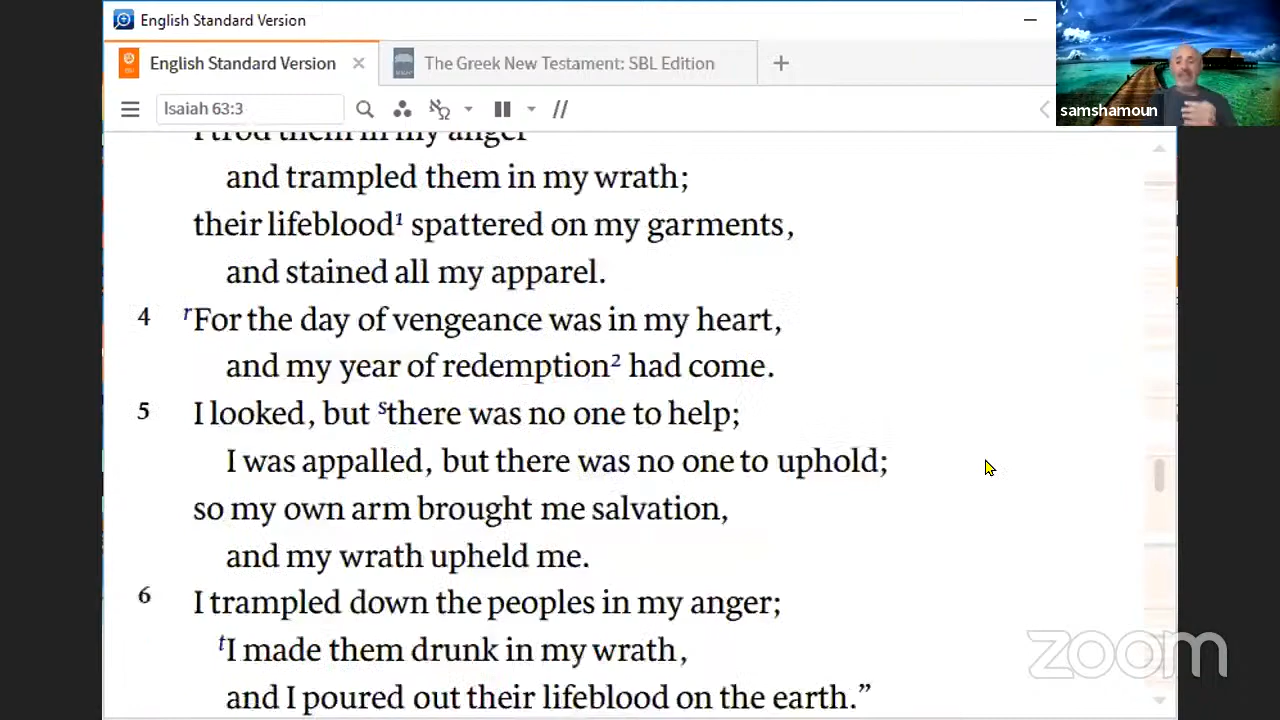 English Standard Version
English Standard Version
The Greek New Testament: SBL Edition
samshamoun
Isaiah 63:3
I trod them in my anger
and trampled them in my wrath;
their lifeblood¹ spattered on my garments,
and stained all my apparel.
4 rFor the day of vengeance was in my heart,
and my year of redemption² had come.
5 I looked, but sthere was no one to help;
I was appalled, but there was no one to uphold;
so my own arm brought me salvation,
and my wrath upheld me.
6 I trampled down the peoples in my anger;
tI made them drunk in my wrath,
and I poured out their lifeblood on the earth.”
zoom